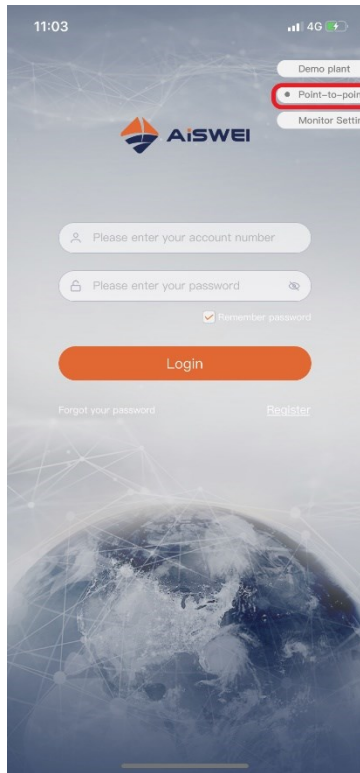 11:03
4G
Demo plant
Point-to-poin
Monitor Settin
AiSWEI
Please enter your account number
Please enter your password
Remember password
Login
Forgot your password
Register